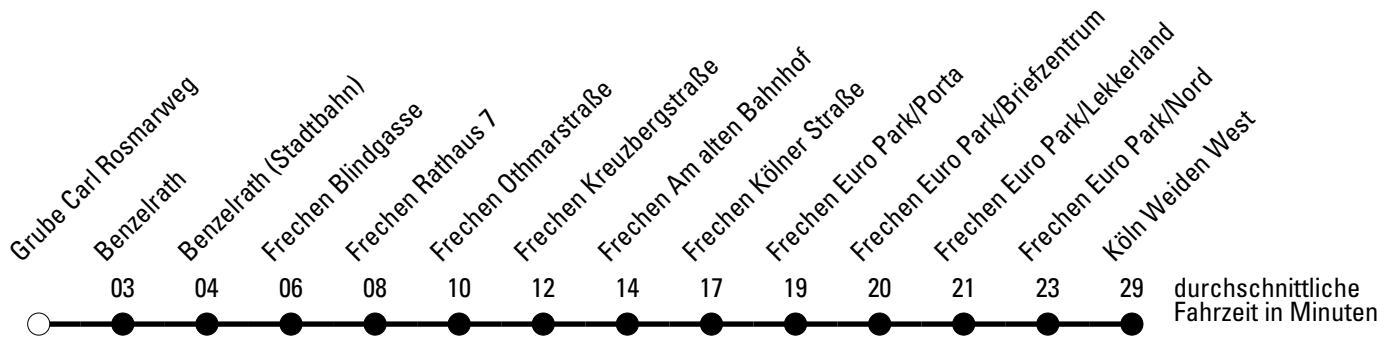 Grube Carl Rosmarweg
Benzelrath
Benzelrath (Stadtbahn)
Frechen Blindgasse
Frechen Rathaus 7
Frechen Othmarstraße
Frechen Kreuzbergstraße
Frechen Am alten Bahnhof
Frechen Kölner Straße
Frechen Euro Park/Porta
Frechen Euro Park/Briefzentrum
Frechen Euro Park/Lekkerland
Frechen Euro Park/Nord
Köln Weiden West
03 04 06 08 10 12 14 17 19 20 21 23 29
durchschnittliche
Fahrzeit in Minuten